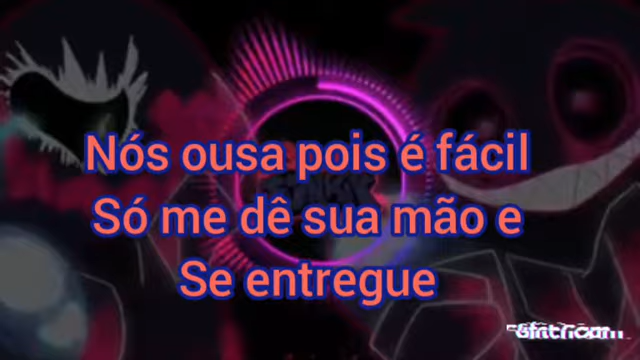 Nós ousa pois é fácil
Só me dê sua mão e
Se entregue